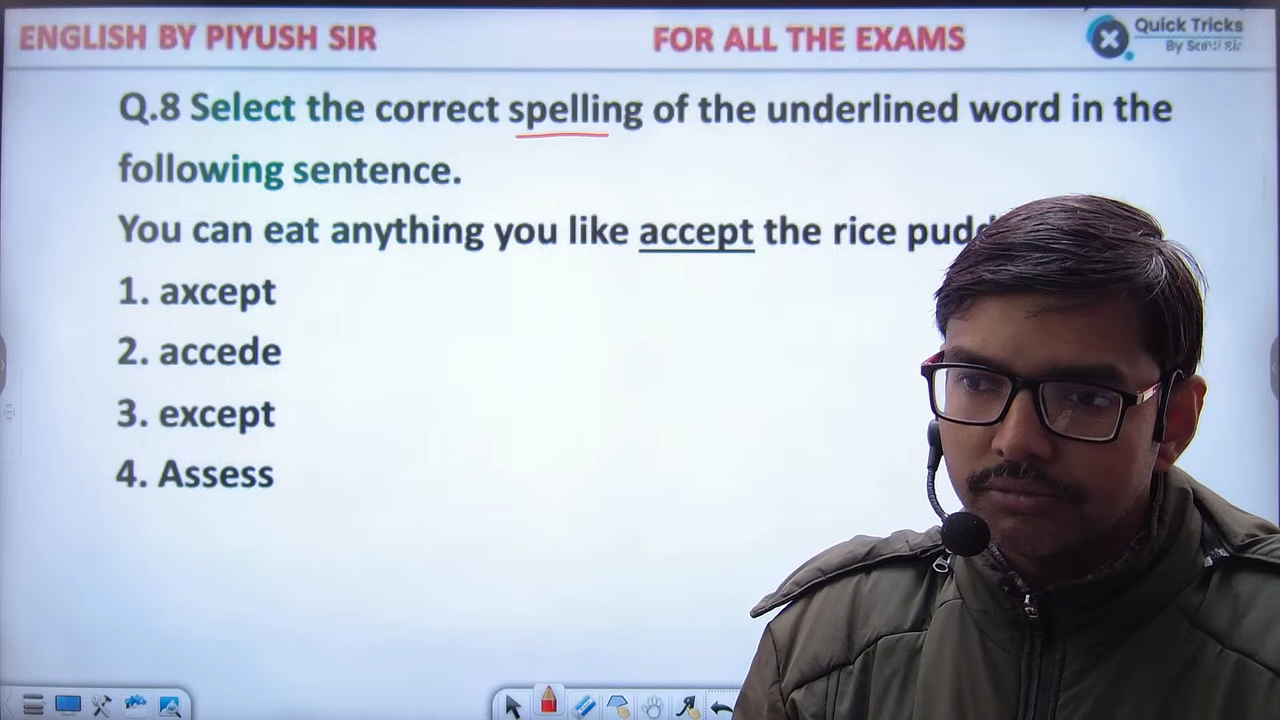 ENGLISH BY PIYUSH SIR
FOR ALL THE EXAMS
Quick Tricks
Q.8 Select the correct spelling of the underlined word in the
following sentence.
You can eat anything you like accept the rice
1. axcept
2. accede
3. except
4. Assess